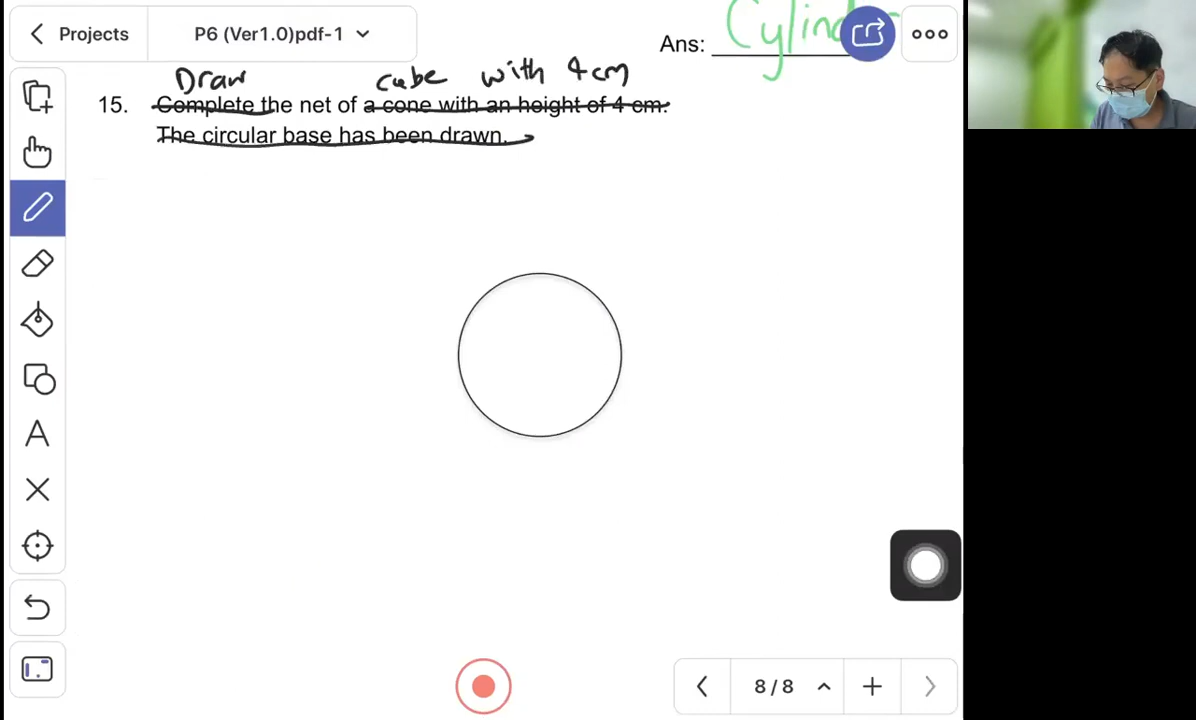 Projects
P6 (Ver1.0)pdf-1
Ans: Cylind
Draw cube with 4cm
15. Complete the net of a cone with an height of 4 cm.
The circular base has been drawn.
A
8/8